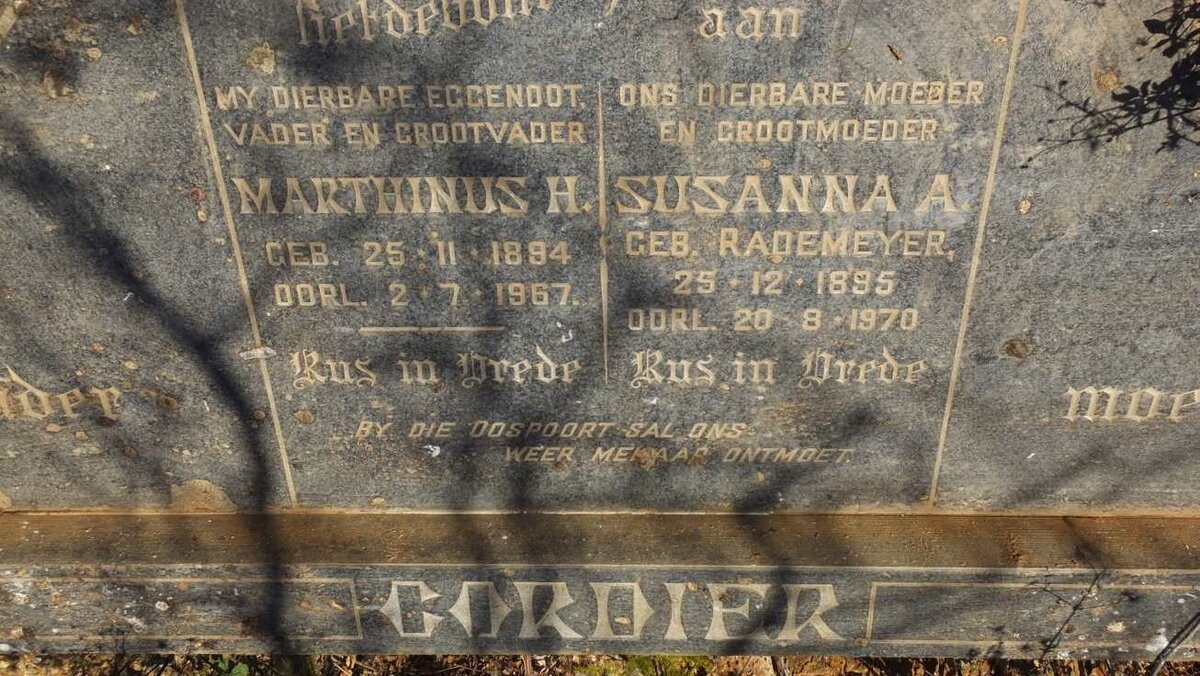 liefdebond
aan
MY DIERBARE EGGENOOT,
VADER EN GROOTVADER
MARTHINUS H.
GEB. 25·11·1894
OORL. 2·7·1967.
Rus in Vrede
ONS DIERBARE MOEDER
EN GROOTMOEDER
SUSANNA A.
GEB. RADEMEYER,
25·12·1895
OORL. 20·8·1970
Rus in Vrede
BY DIE OOSPOORT SAL ONS
WEER MEKAAR ONTMOET.
CORDIER